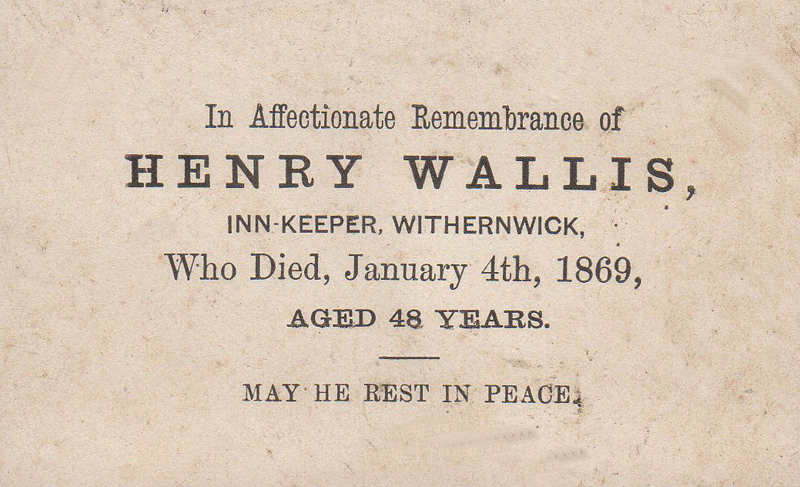 In Affectionate Remembrance of
HENRY WALLIS,
INN-KEEPER, WITHERNWICK,
Who Died, January 4th, 1869,
AGED 48 YEARS.
MAY HE REST IN PEACE.